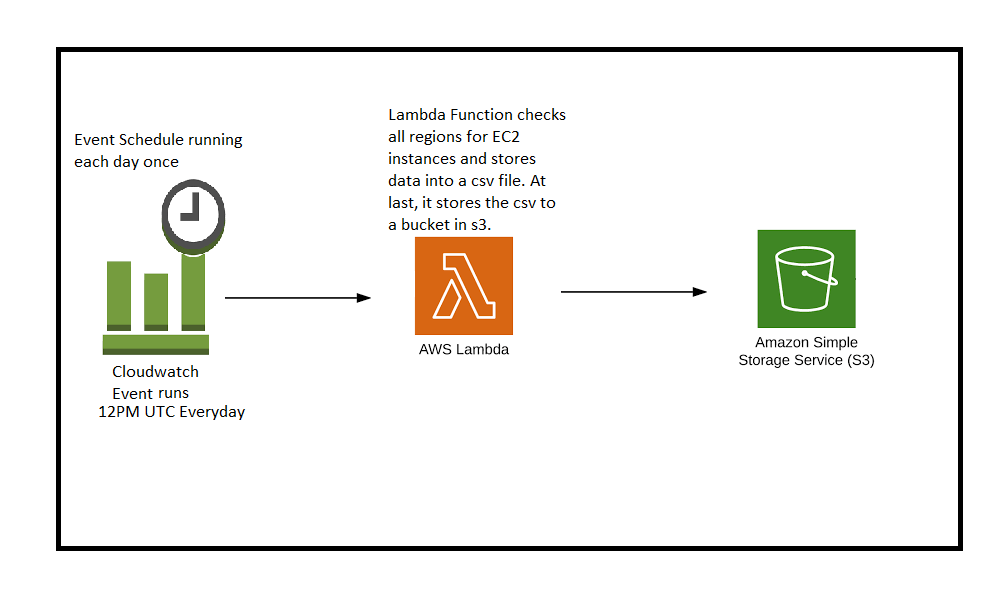 Event Schedule running
each day once
Cloudwatch
Event runs
12PM UTC Everyday
Lambda Function checks
all regions for EC2
instances and stores
data into a csv file. At
last, it stores the csv to
a bucket in s3.
AWS Lambda
Amazon Simple
Storage Service (S3)